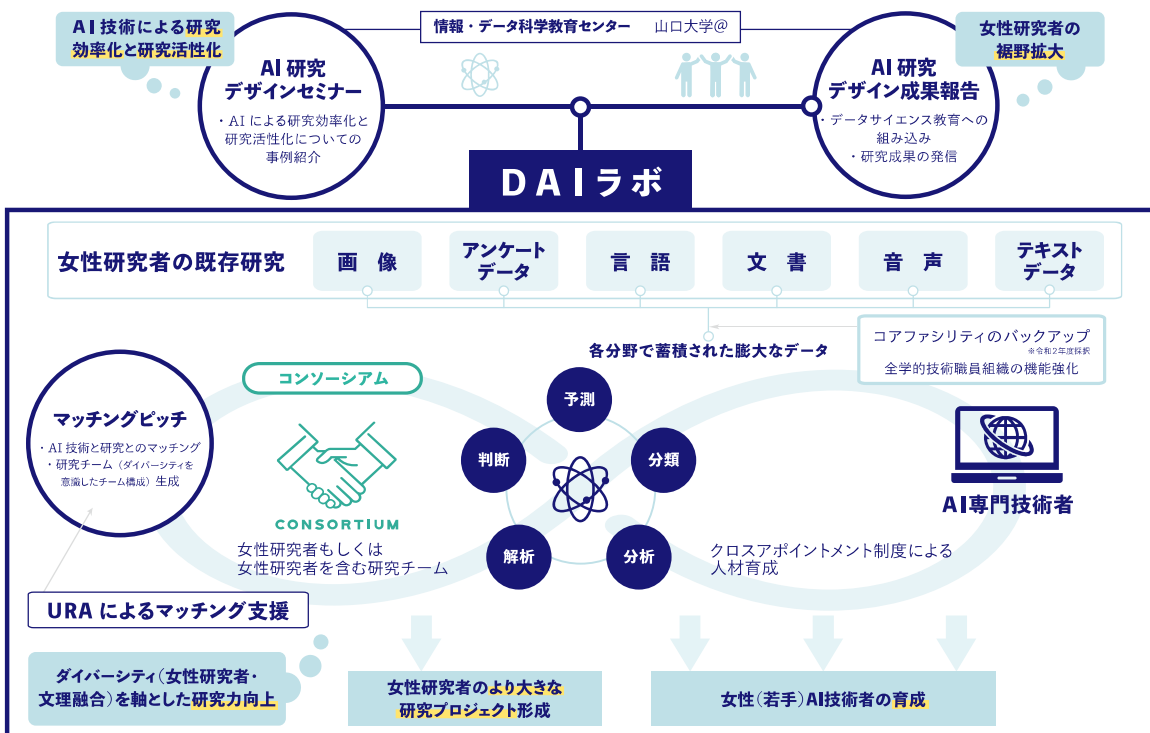 情報・データ科学教育センター　山口大学@
AI技術による研究
効率化と研究活性化
女性研究者の
裾野拡大
AI 研究
デザインセミナー
・AI による研究効率化と
研究活性化についての
事例紹介
AI 研究
デザイン成果報告
・データサイエンス教育への
組み込み
・研究成果の発信
DAIラボ
女性研究者の既存研究
画　像
アンケート
データ
言　語
文　書
音　声
テキスト
データ
各分野で蓄積された膨大なデータ
コアファシリティのバックアップ
※令和2年度採択
全学的技術職員組織の機能強化
コンソーシアム
マッチングピッチ
・AI 技術と研究とのマッチング
・研究チーム（ダイバーシティを
意識したチーム構成）生成
CONSORTIUM
女性研究者もしくは
女性研究者を含む研究チーム
予測
判断
分類
解析
分析
AI専門技術者
クロスアポイントメント制度による
人材育成
URA によるマッチング支援
ダイバーシティ（女性研究者・
文理融合）を軸とした研究力向上
女性研究者のより大きな
研究プロジェクト形成
女性（若手）AI技術者の育成